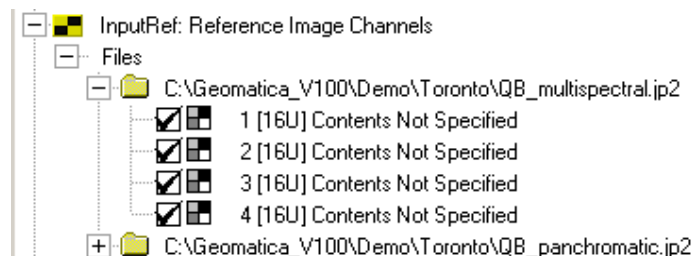 InputRef: Reference Image Channels
Files
C:\Geomatica_V100\Demo\Toronto\QB_multispectral.jp2
1 [16U] Contents Not Specified
2 [16U] Contents Not Specified
3 [16U] Contents Not Specified
4 [16U] Contents Not Specified
C:\Geomatica_V100\Demo\Toronto\QB_panchromatic.jp2